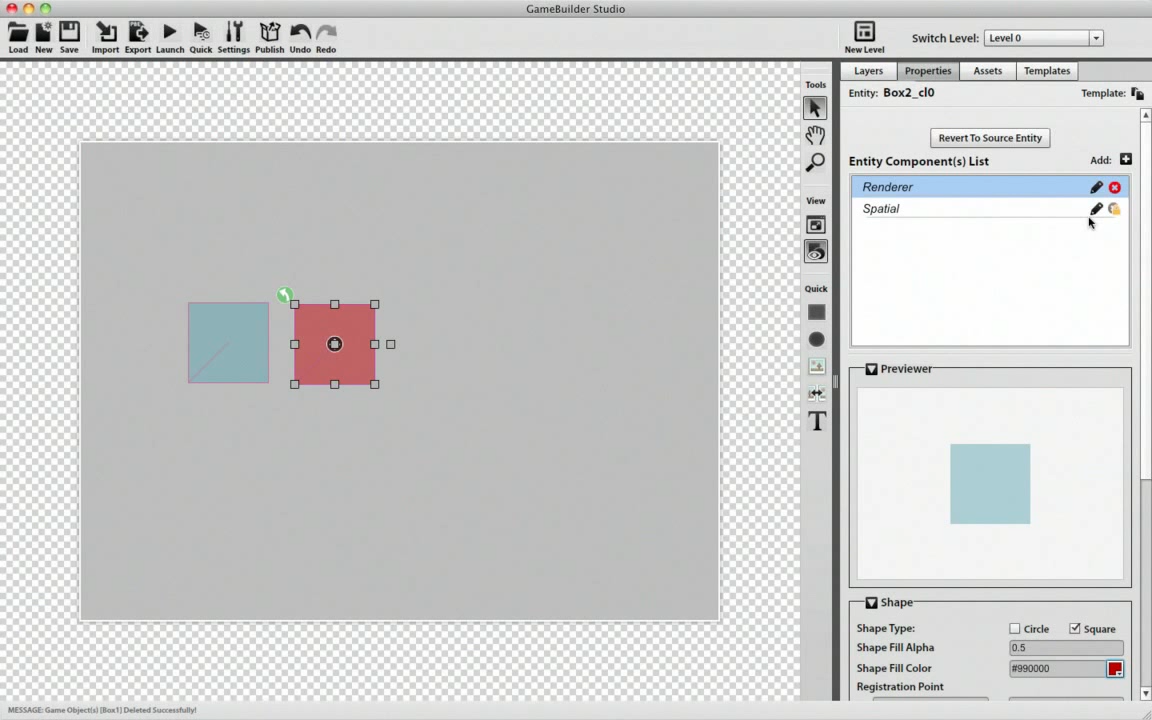 GameBuilder Studio
Load New Save Import Export Launch Quick Settings Publish Undo Redo
New Level
Switch Level: Level 0
Tools
View
Quick
T
Layers Properties Assets Templates
Entity: Box2_cl0 Template:
Revert To Source Entity
Entity Component(s) List Add:
Renderer
Spatial
Previewer
Shape
Shape Type: Circle Square
Shape Fill Alpha 0.5
Shape Fill Color #990000
Registration Point
MESSAGE: Game Object(s) [Box1] Deleted Successfully!